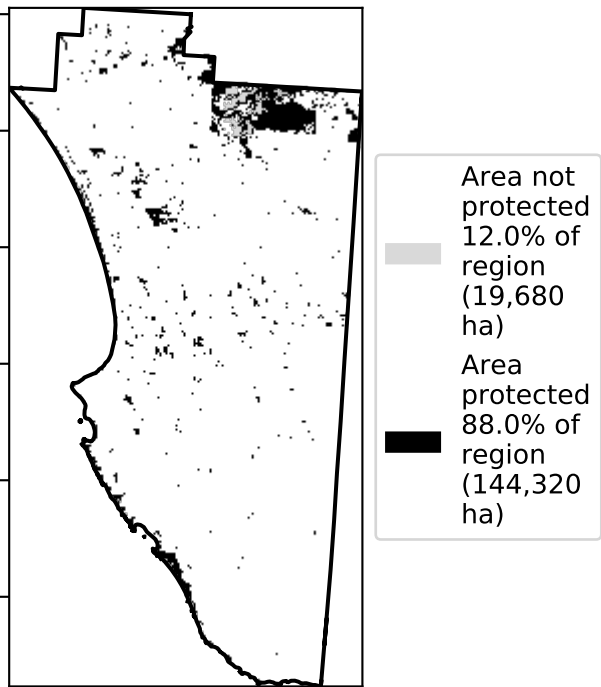 Area not
protected
12.0% of
region
(19,680
ha)
Area
protected
88.0% of
region
(144,320
ha)